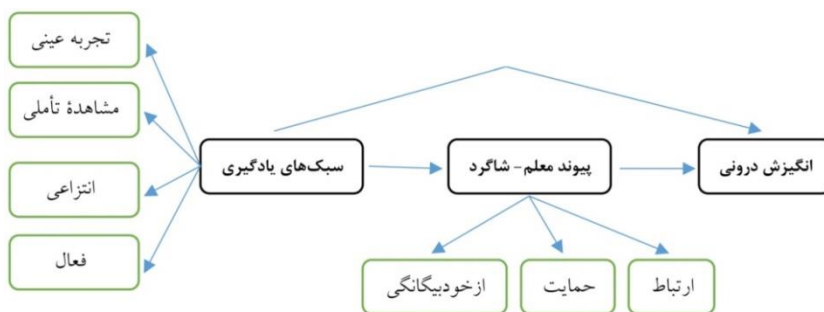 تجربه عینی
مشاهدهٔ تأملی
انتزاعی
فعال
سبک‌های یادگیری
پیوند معلم- شاگرد
انگیزش درونی
ازخودبیگانگی
حمایت
ارتباط